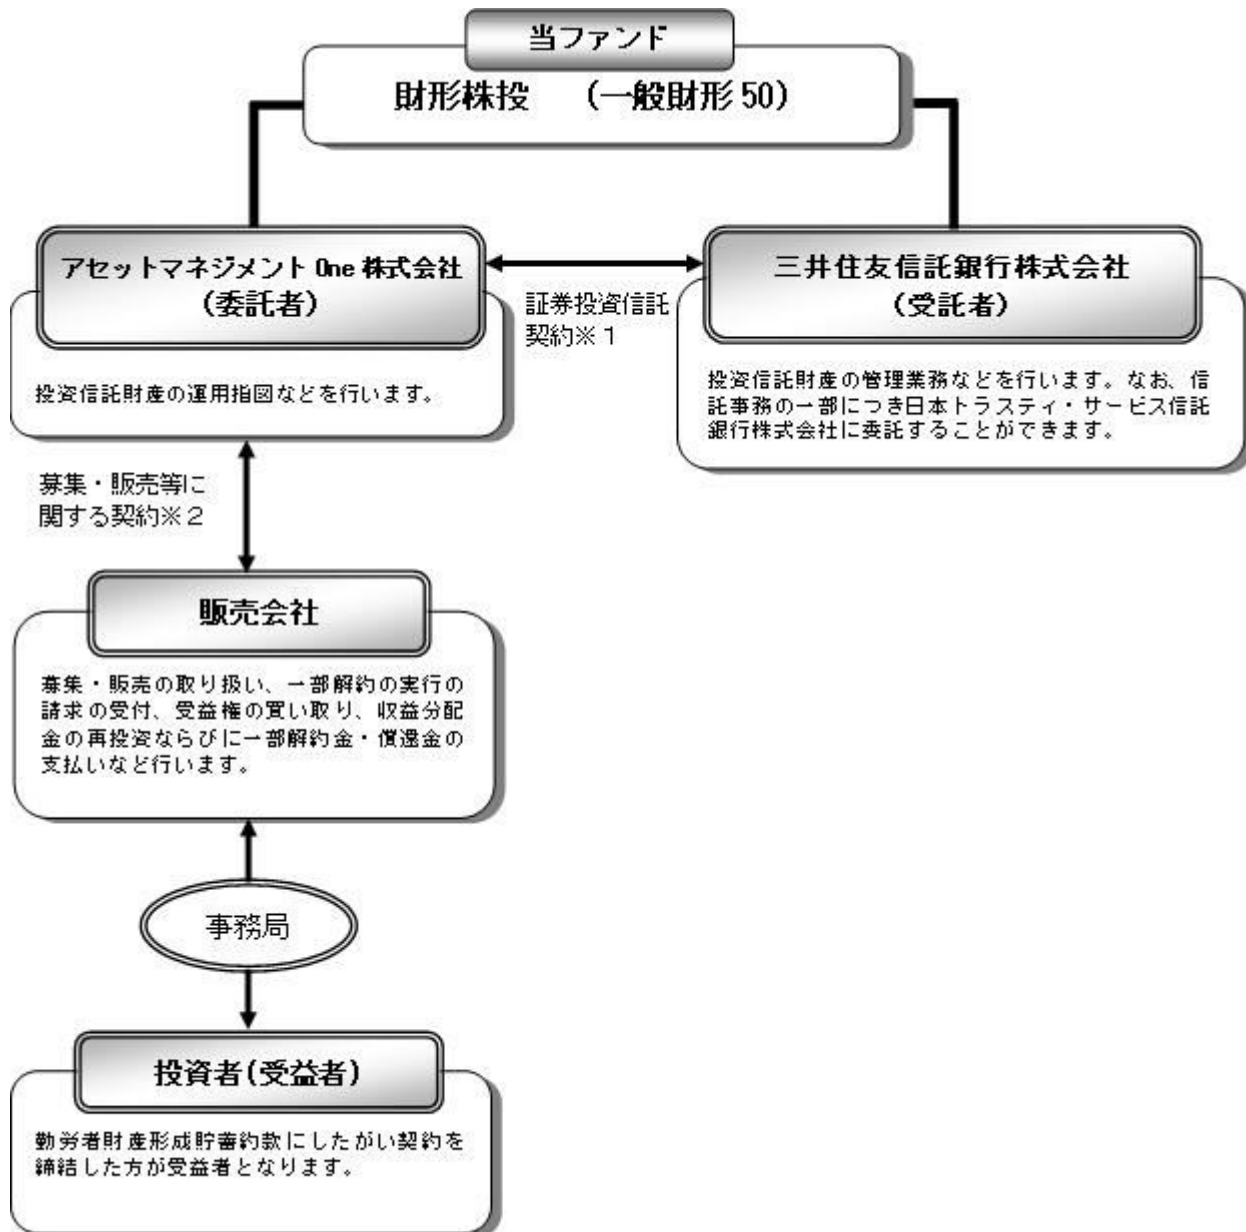 当ファンド
財形株投 (一般財形 50)
アセットマネジメント One 株式会社
(委託者)
投資信託財産の運用指図などを行います。
証券投資信託
契約※1
三井住友信託銀行株式会社
(受託者)
投資信託財産の管理業務などを行います。なお、信
託事務の一部につき日本トラスティ・サービス信託
銀行株式会社に委託することができます。
募集・販売等に
関する契約※2
販売会社
募集・販売の取り扱い、一部解約の実行の
請求の受付、受益権の買い取り、収益分配
金の再投資ならびに一部解約金・償還金の
支払いなど行います。
事務局
投資者(受益者)
勤労者財産形成貯蓄約款にしたがい契約を
締結した方が受益者となります。